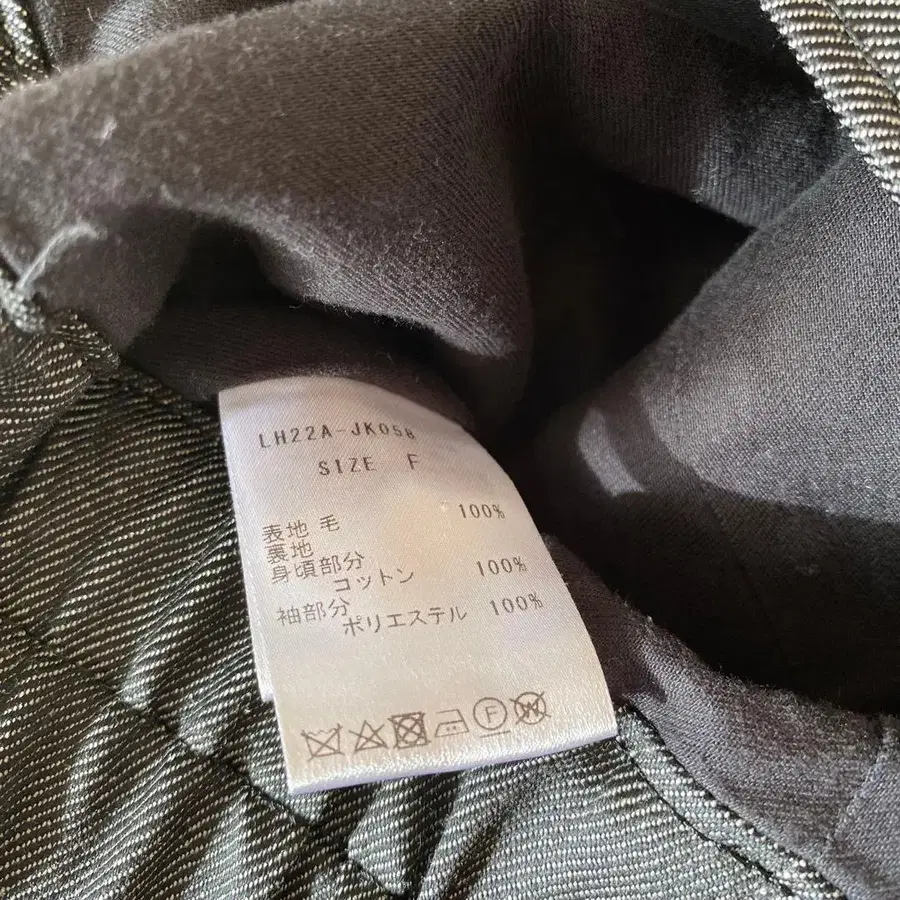 LH22A-JK058
SIZE F
表地 毛 100%
裏地
身頃部分
コットン 100%
袖部分
ポリエステル 100%
F W